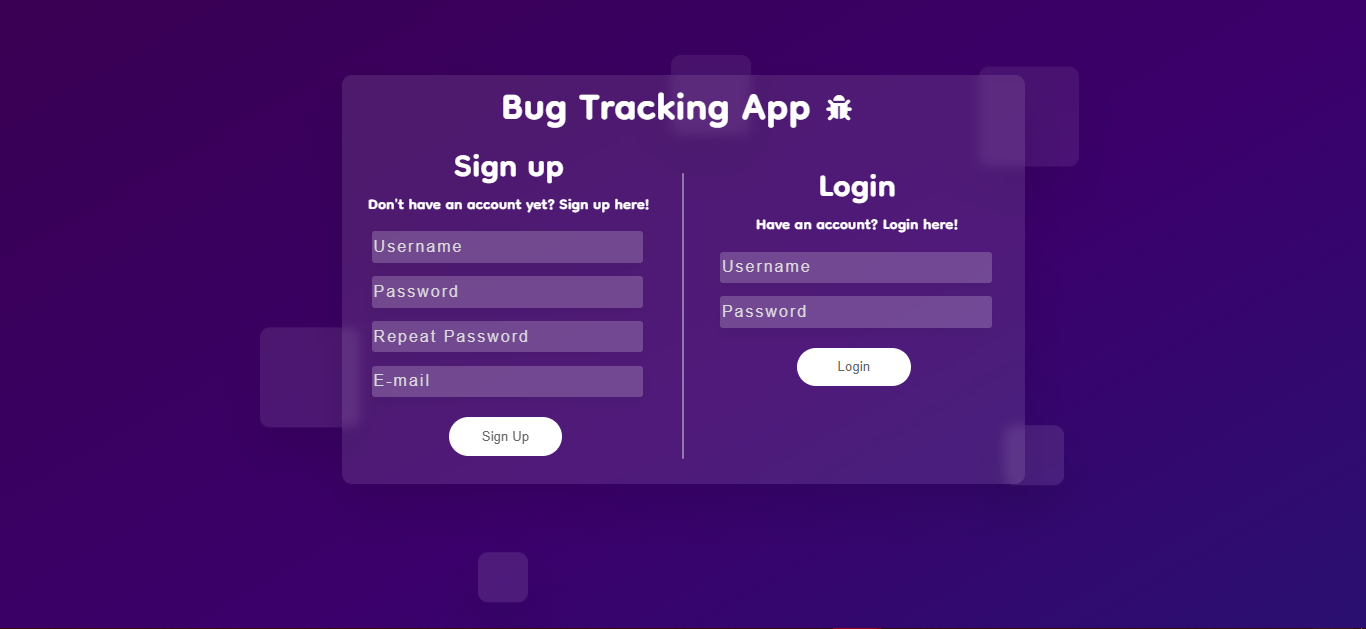 Bug Tracking App
Sign up
Don't have an account yet? Sign up here!
Username
Password
Repeat Password
E-mail
Sign Up
Login
Have an account? Login here!
Username
Password
Login